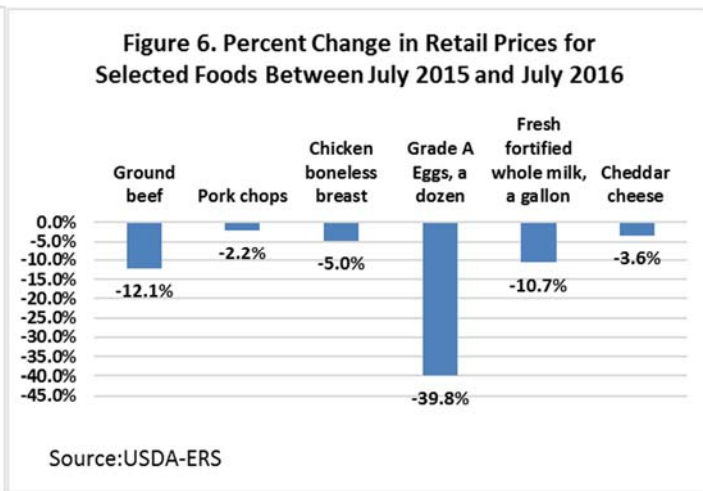 Figure 6. Percent Change in Retail Prices for
Selected Foods Between July 2015 and July 2016
Ground
beef
Pork chops
Chicken
boneless
breast
Grade A
Eggs, a
dozen
Fresh
fortified
whole milk,
a gallon
Cheddar
cheese
0.0%
-5.0%
-10.0%
-15.0%
-20.0%
-25.0%
-30.0%
-35.0%
-40.0%
-45.0%
-12.1%
-2.2%
-5.0%
-39.8%
-10.7%
-3.6%
Source:USDA-ERS